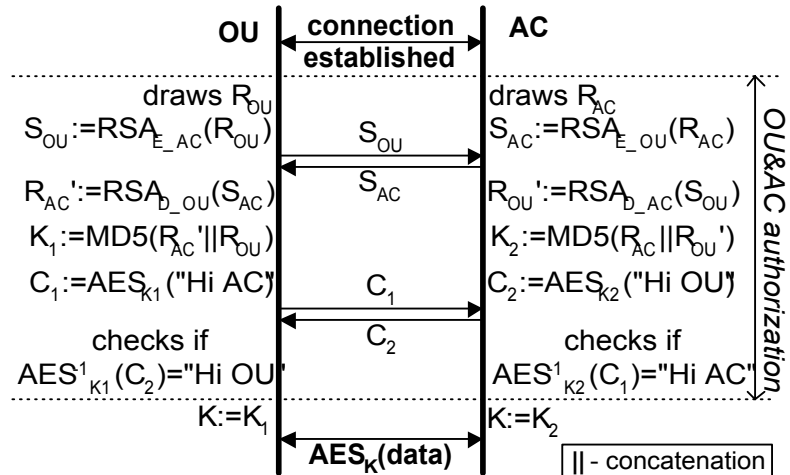 OU connection AC
established
draws R_OU draws R_AC
S_OU:=RSA_E_AC(R_OU) S_OU S_AC:=RSA_E_OU(R_AC)
S_AC
R_AC':=RSA_D_OU(S_AC) R_OU':=RSA_D_AC(S_OU)
K_1:=MD5(R_AC'||R_OU) K_2:=MD5(R_AC||R_OU')
C_1:=AES_K1("Hi AC") C_1 C_2:=AES_K2("Hi OU")
C_2
checks if checks if
AES^1_K1(C_2)="Hi OU" AES^1_K2(C_1)="Hi AC"
OU&AC authorization
K:=K_1 K:=K_2
AES_K(data)
|| - concatenation